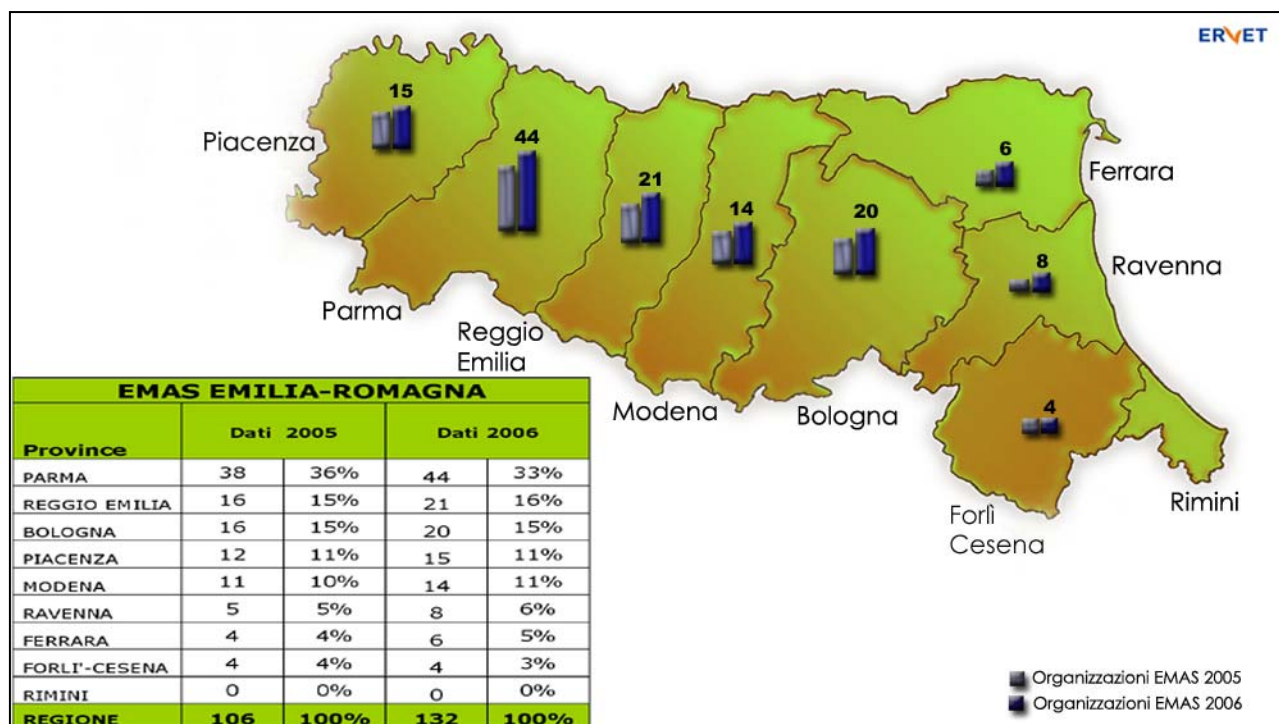 ERVET
15
Piacenza
44
6
Ferrara
21
14
20
8
Ravenna
Parma
Reggio
Emilia
Modena
Bologna
4
Forlì
Cesena
Rimini
EMAS EMILIA-ROMAGNA
Province Dati 2005 Dati 2006
PARMA 38 36% 44 33%
REGGIO EMILIA 16 15% 21 16%
BOLOGNA 16 15% 20 15%
PIACENZA 12 11% 15 11%
MODENA 11 10% 14 11%
RAVENNA 5 5% 8 6%
FERRARA 4 4% 6 5%
FORLI'-CESENA 4 4% 4 3%
RIMINI 0 0% 0 0%
REGIONE 106 100% 132 100%
Organizzazioni EMAS 2005
Organizzazioni EMAS 2006